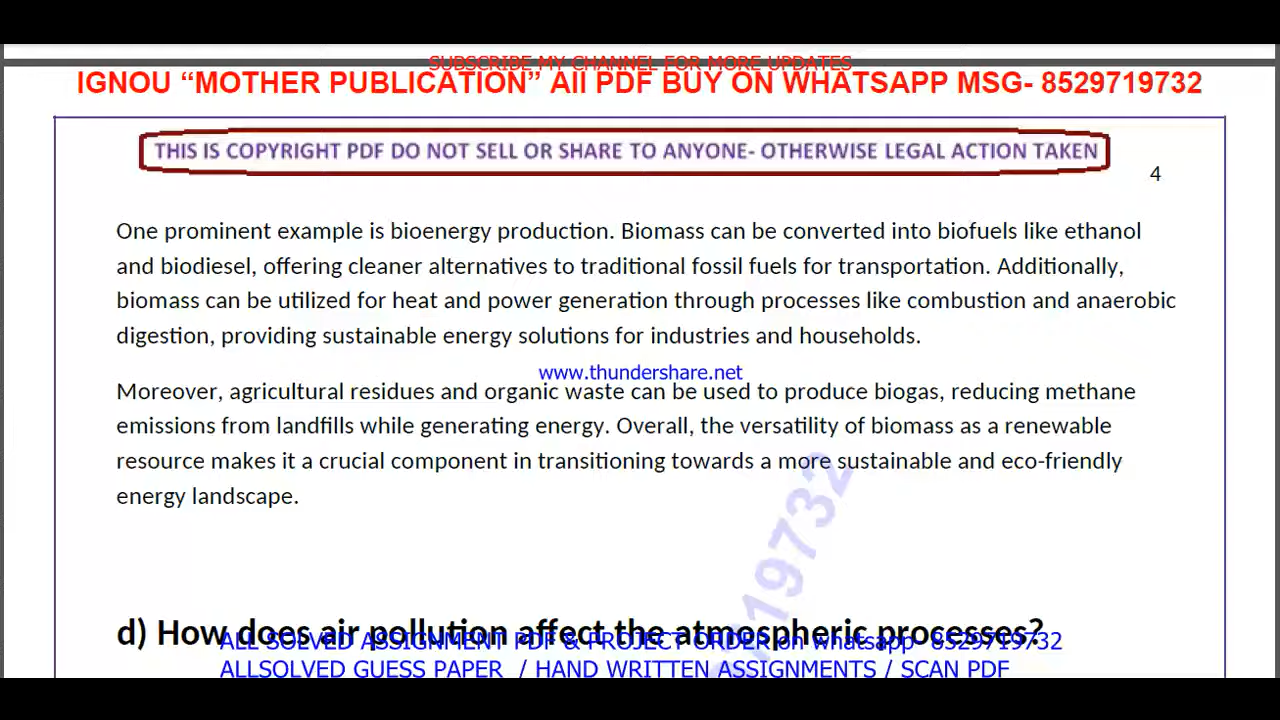 SUBSCRIBE MY CHANNEL FOR MORE UPDATES
IGNOU “MOTHER PUBLICATION” All PDF BUY ON WHATSAPP MSG- 8529719732
THIS IS COPYRIGHT PDF DO NOT SELL OR SHARE TO ANYONE- OTHERWISE LEGAL ACTION TAKEN
4
One prominent example is bioenergy production. Biomass can be converted into biofuels like ethanol
and biodiesel, offering cleaner alternatives to traditional fossil fuels for transportation. Additionally,
biomass can be utilized for heat and power generation through processes like combustion and anaerobic
digestion, providing sustainable energy solutions for industries and households.
www.thundershare.net
Moreover, agricultural residues and organic waste can be used to produce biogas, reducing methane
emissions from landfills while generating energy. Overall, the versatility of biomass as a renewable
resource makes it a crucial component in transitioning towards a more sustainable and eco-friendly
energy landscape.
d) How does air pollution affect the atmospheric processes?
ALL SOLVED ASSIGNMENT PDF & PROJECT ORDER on whatsapp 8529719732
ALLSOLVED GUESS PAPER / HAND WRITTEN ASSIGNMENTS / SCAN PDF